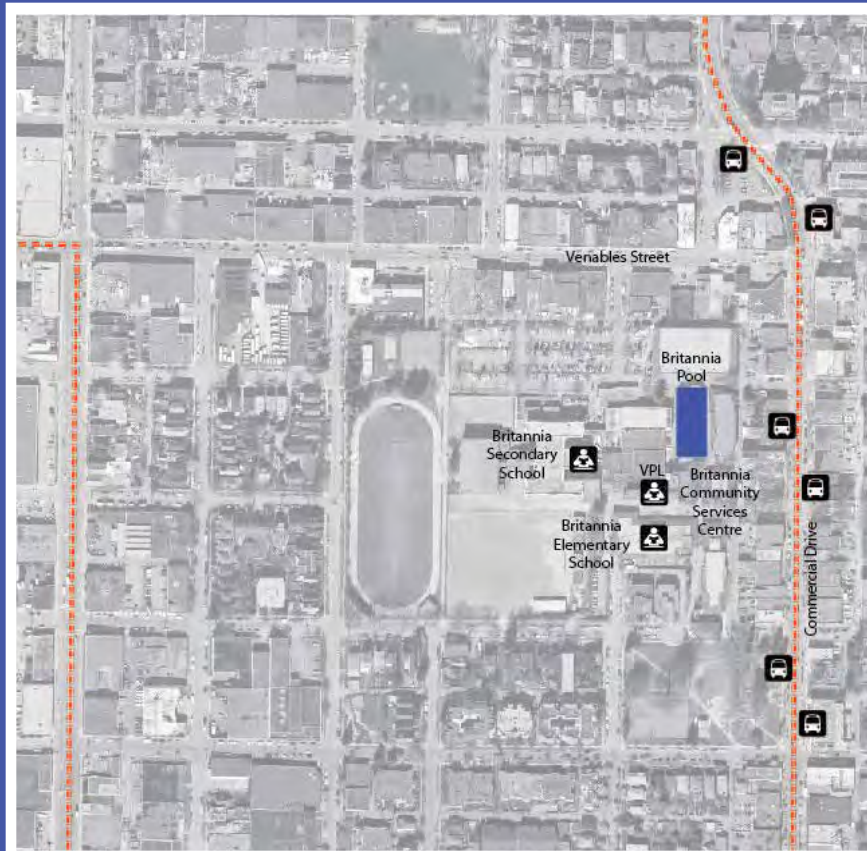 Venables Street
Britannia
Pool
Britannia
Secondary
School
VPL
Britannia
Community
Services
Centre
Britannia
Elementary
School
Commercial Drive